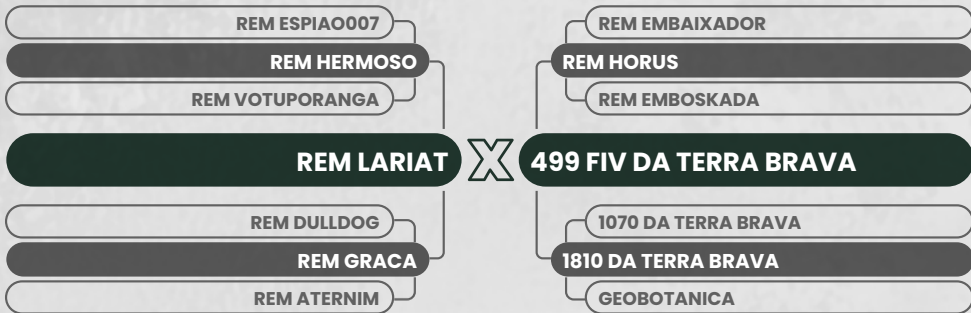 REM ESPIAO007
REM HERMOSO
REM VOTUPORANGA
REM LARIAT
REM DULLDOG
REM GRACA
REM ATERNIM
X
REM EMBAIXADOR
REM HORUS
REM EMBOSKADA
499 FIV DA TERRA BRAVA
1070 DA TERRA BRAVA
1810 DA TERRA BRAVA
GEOBOTANICA